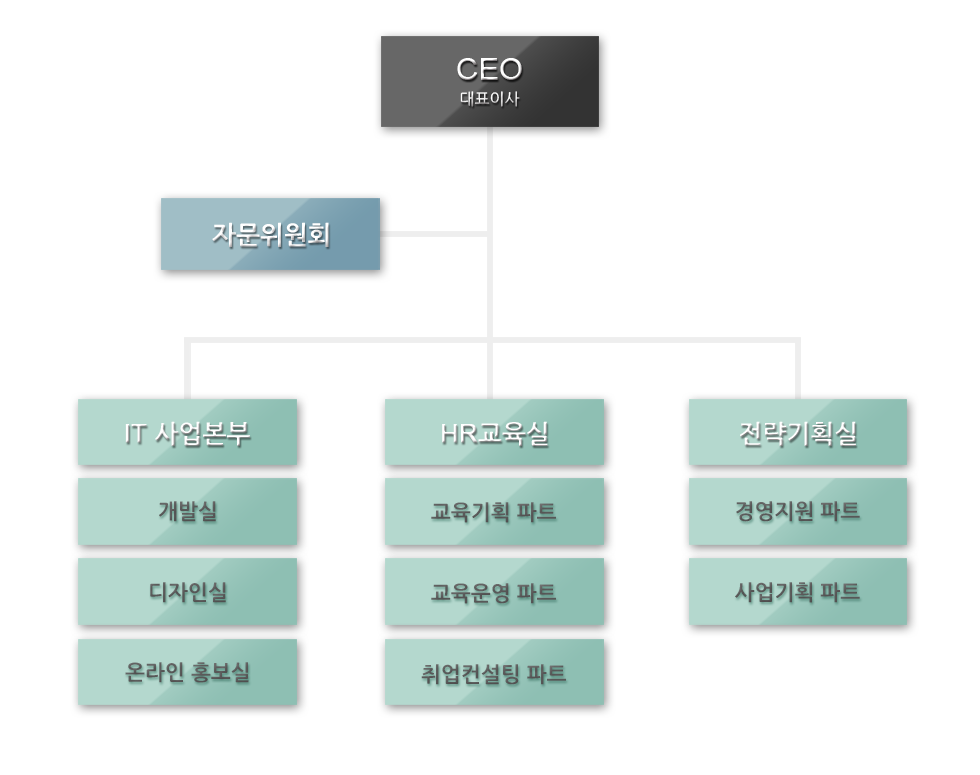 CEO
대표이사
자문위원회
IT 사업본부
HR교육실
전략기획실
개발실
교육기획 파트
경영지원 파트
디자인실
교육운영 파트
사업기획 파트
온라인 홍보실
취업컨설팅 파트